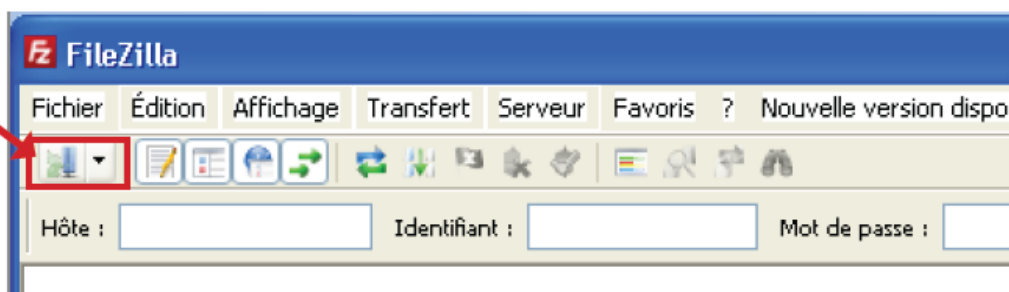 FileZilla
Fichier Édition Affichage Transfert Serveur Favoris ? Nouvelle version dispo
Hôte : Identifiant : Mot de passe :